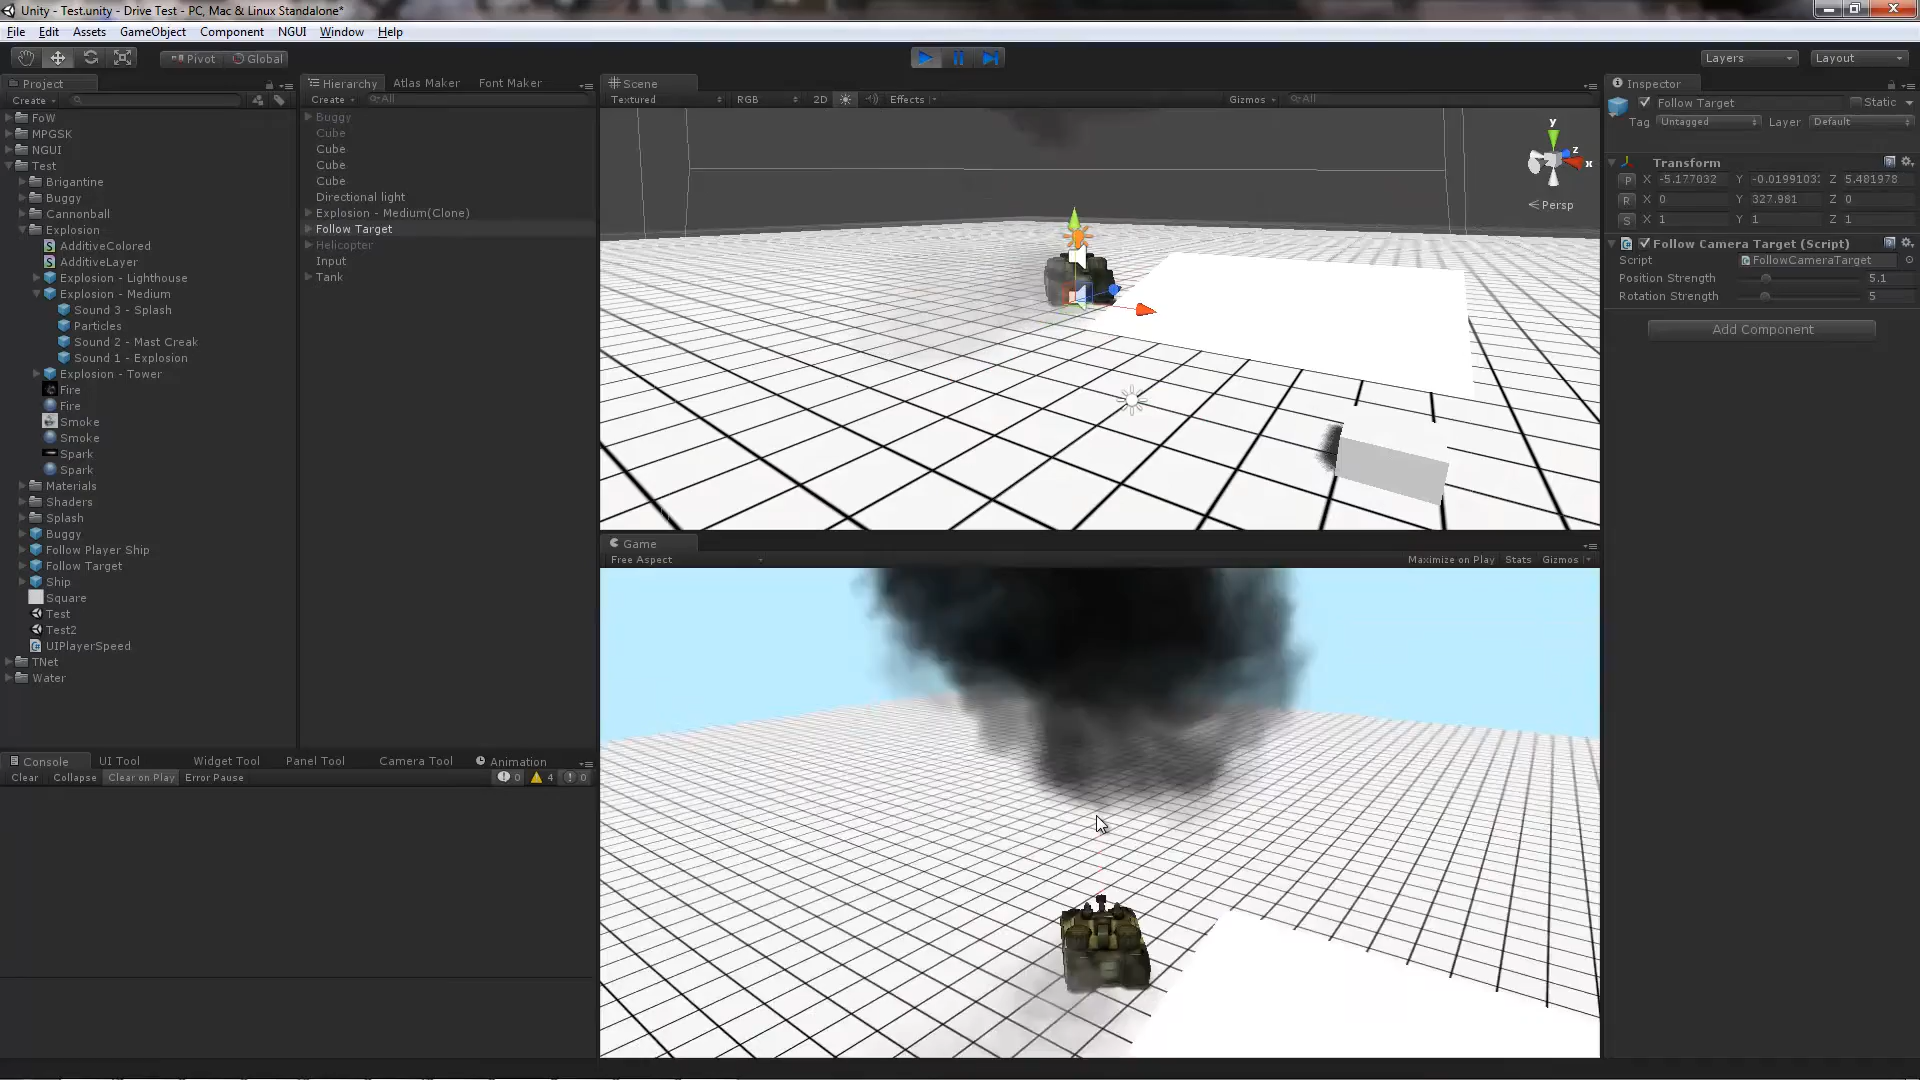 Unity - Test.unity - Drive Test - PC, Mac & Linux Standalone*
File Edit Assets GameObject Component NGUI Window Help
Pivot Global Layers Layout
Project
Create
FoW
MPGSK
NGUI
Test
Brigantine
Buggy
Cannonball
Explosion
AdditiveColored
AdditiveLayer
Explosion - Lighthouse
Explosion - Medium
Sound 3 - Splash
Particles
Sound 2 - Mast Creak
Sound 1 - Explosion
Explosion - Tower
Fire
Fire
Smoke
Smoke
Spark
Spark
Materials
Shaders
Splash
Buggy
Follow Player Ship
Follow Target
Ship
Square
Test
Test2
UIPlayerSpeed
TNet
Water
Hierarchy Atlas Maker Font Maker
Create All
Buggy
Cube
Cube
Cube
Cube
Directional light
Explosion - Medium(Clone)
Follow Target
Helicopter
Input
Tank
Scene
Textured RGB 2D Effects Gizmos All
y
z
x
Persp
Game
Free Aspect Maximize on Play Stats Gizmos
Inspector
Follow Target Static
Tag Untagged Layer Default
Transform
P X -5.177032 Y -0.0199103 Z 5.481978
R X 0 Y 327.981 Z 0
S X 1 Y 1 Z 1
Follow Camera Target (Script)
Script FollowCameraTarget
Position Strength 5.1
Rotation Strength 5
Add Component
Console UI Tool Widget Tool Panel Tool Camera Tool Animation
Clear Collapse Clear on Play Error Pause 0 4 0